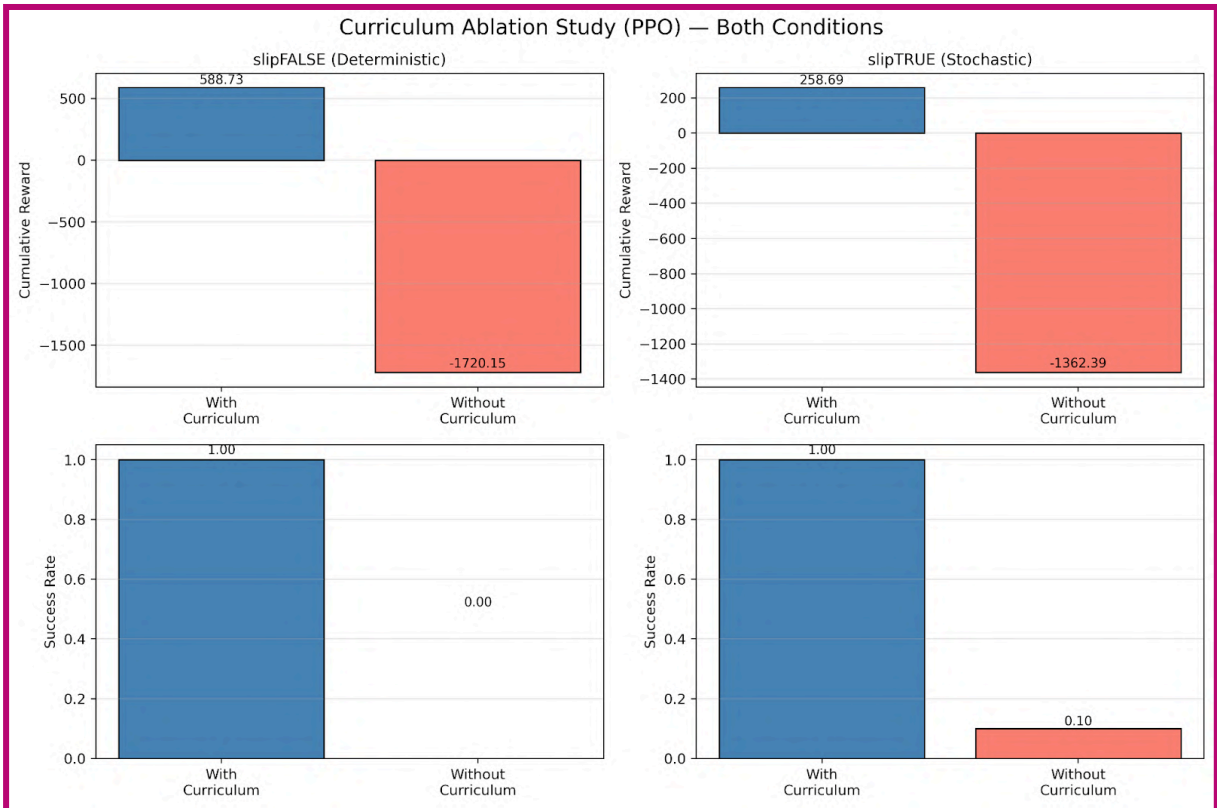 Curriculum Ablation Study (PPO) — Both Conditions
slipFALSE (Deterministic)
588.73
500
0
−500
−1000
−1500
Cumulative Reward
-1720.15
With
Curriculum
Without
Curriculum
slipTRUE (Stochastic)
258.69
200
0
−200
−400
−600
−800
−1000
−1200
−1400
Cumulative Reward
-1362.39
With
Curriculum
Without
Curriculum
1.00
1.0
0.8
0.6
0.4
0.2
0.0
Success Rate
0.00
With
Curriculum
Without
Curriculum
1.00
1.0
0.8
0.6
0.4
0.2
0.0
Success Rate
0.10
With
Curriculum
Without
Curriculum